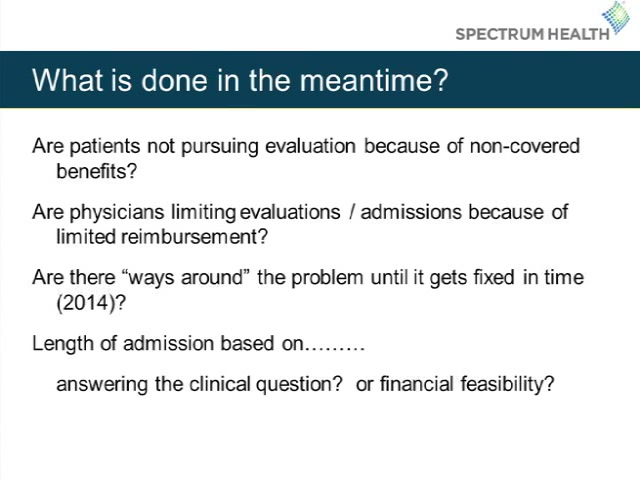 SPECTRUM HEALTH
What is done in the meantime?
Are patients not pursuing evaluation because of non-covered
benefits?
Are physicians limiting evaluations / admissions because of
limited reimbursement?
Are there “ways around” the problem until it gets fixed in time
(2014)?
Length of admission based on………
answering the clinical question?  or financial feasibility?